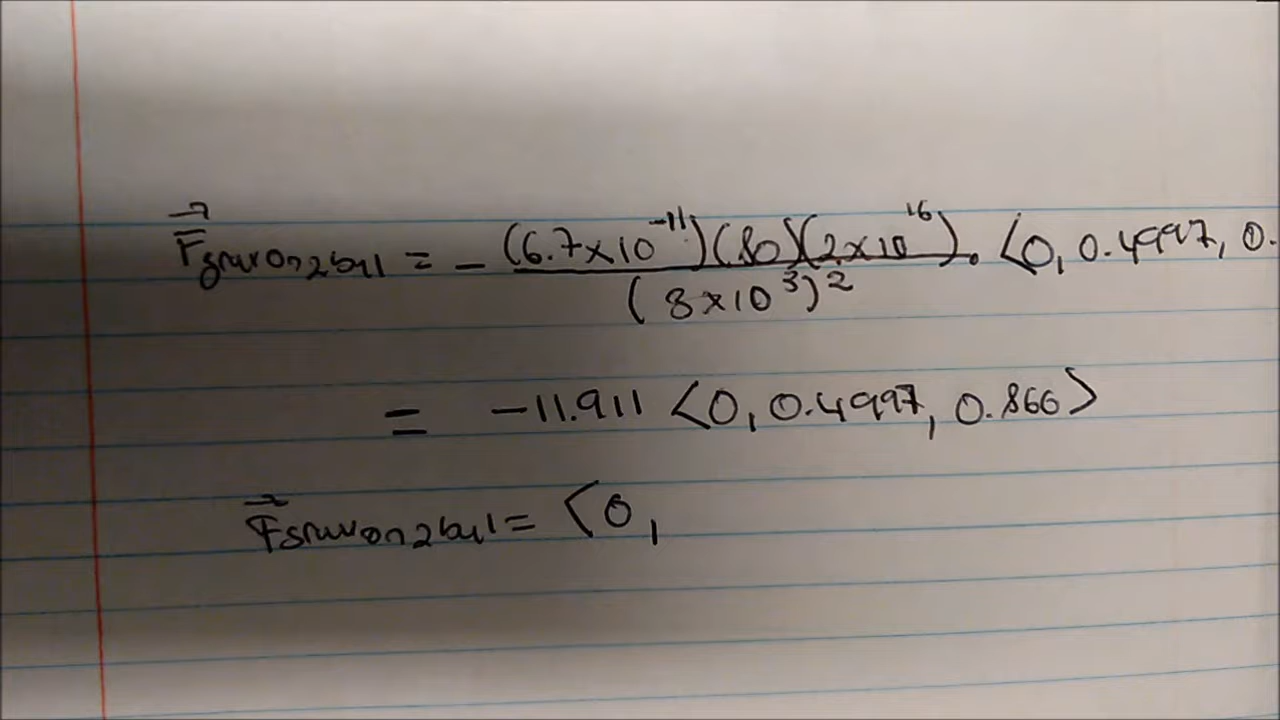 F⃗grav on 2 by 1 = - (6.7×10⁻¹¹)(80)(2×10¹⁶) / (8×10³)² · ⟨0, 0.4997, 0.
= -11.911 ⟨0, 0.4997, 0.866⟩
F⃗grav on 2 by 1 = ⟨0,